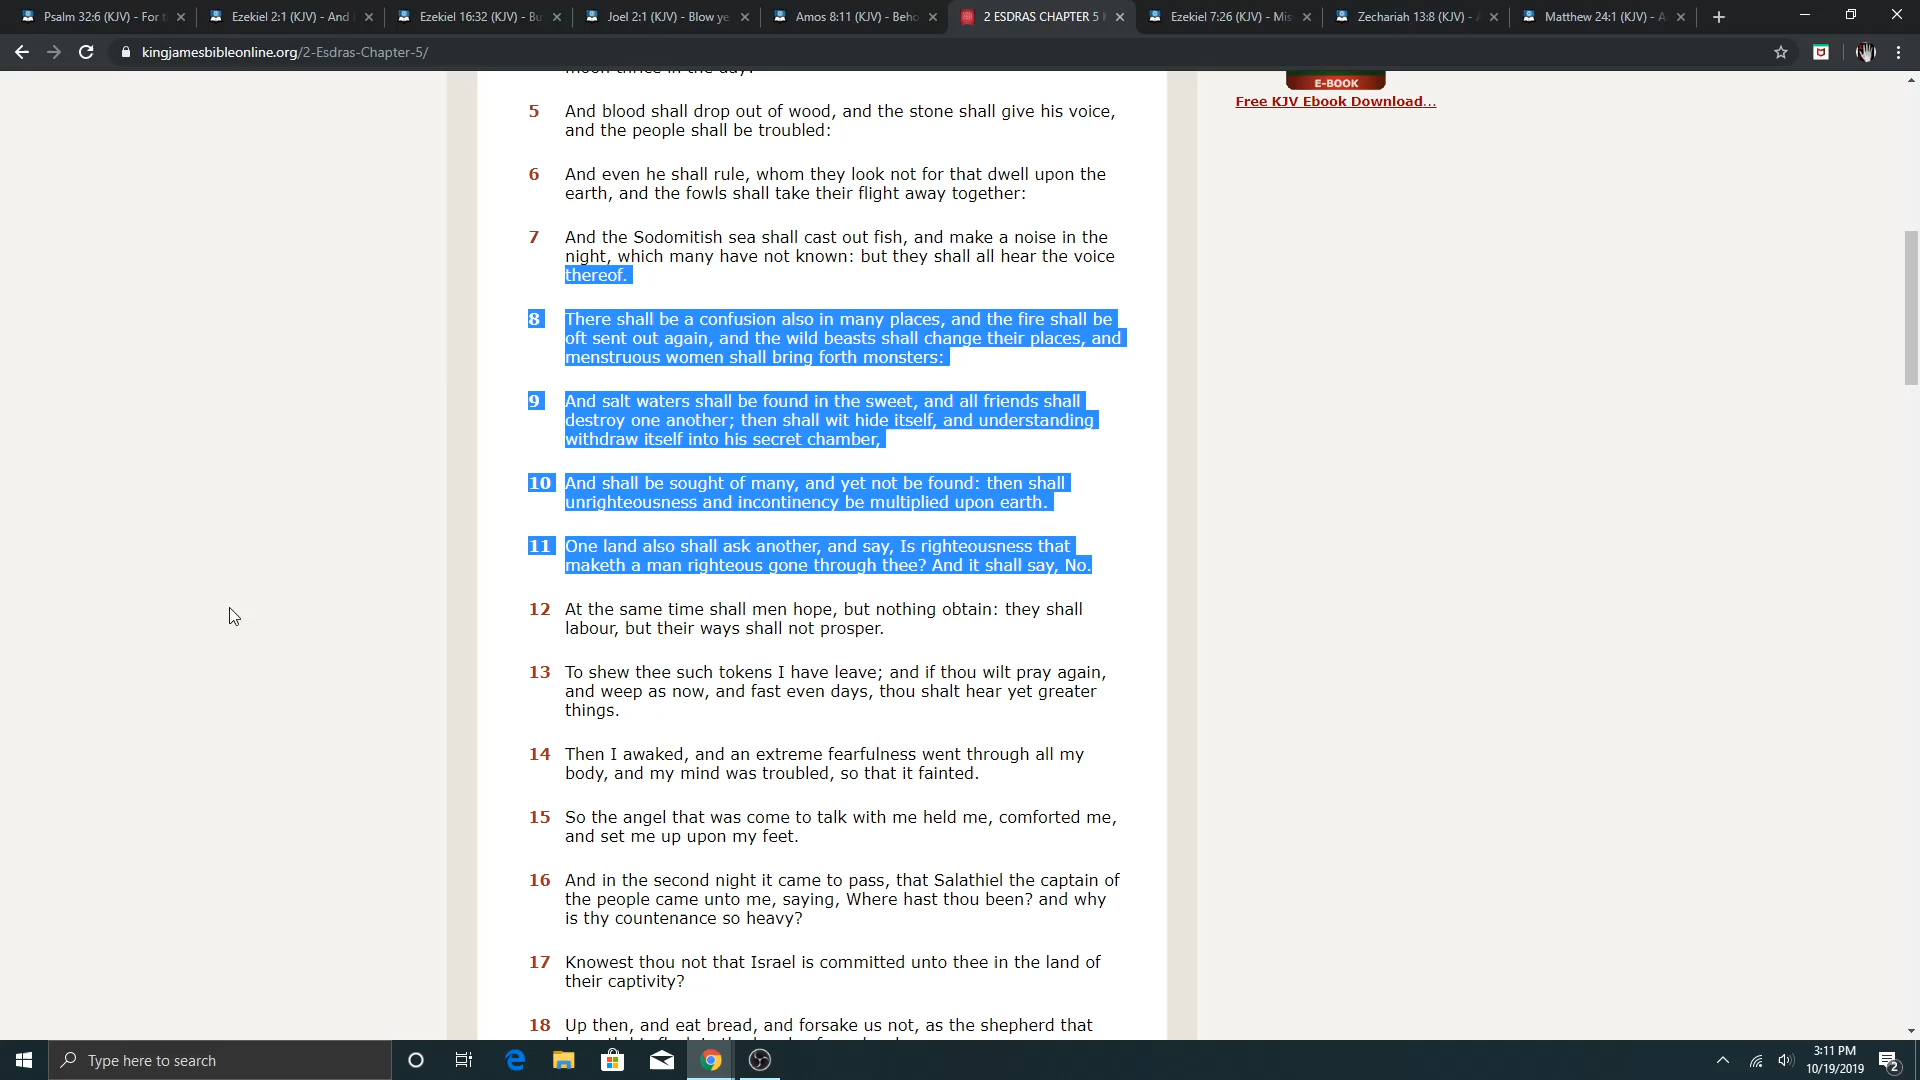 Psalm 32:6 (KJV) - For t
Ezekiel 2:1 (KJV) - And
Ezekiel 16:32 (KJV) - Bu
Joel 2:1 (KJV) - Blow ye
Amos 8:11 (KJV) - Beho
2 ESDRAS CHAPTER 5
Ezekiel 7:26 (KJV) - Mis
Zechariah 13:8 (KJV) - A
Matthew 24:1 (KJV) - A
kingjamesbibleonline.org/2-Esdras-Chapter-5/
moon thrice in the day:
E-BOOK
Free KJV Ebook Download...
5 And blood shall drop out of wood, and the stone shall give his voice,
and the people shall be troubled:
6 And even he shall rule, whom they look not for that dwell upon the
earth, and the fowls shall take their flight away together:
7 And the Sodomitish sea shall cast out fish, and make a noise in the
night, which many have not known: but they shall all hear the voice
thereof.
8 There shall be a confusion also in many places, and the fire shall be
oft sent out again, and the wild beasts shall change their places, and
menstruous women shall bring forth monsters:
9 And salt waters shall be found in the sweet, and all friends shall
destroy one another; then shall wit hide itself, and understanding
withdraw itself into his secret chamber,
10 And shall be sought of many, and yet not be found: then shall
unrighteousness and incontinency be multiplied upon earth.
11 One land also shall ask another, and say, Is righteousness that
maketh a man righteous gone through thee? And it shall say, No.
12 At the same time shall men hope, but nothing obtain: they shall
labour, but their ways shall not prosper.
13 To shew thee such tokens I have leave; and if thou wilt pray again,
and weep as now, and fast even days, thou shalt hear yet greater
things.
14 Then I awaked, and an extreme fearfulness went through all my
body, and my mind was troubled, so that it fainted.
15 So the angel that was come to talk with me held me, comforted me,
and set me up upon my feet.
16 And in the second night it came to pass, that Salathiel the captain of
the people came unto me, saying, Where hast thou been? and why
is thy countenance so heavy?
17 Knowest thou not that Israel is committed unto thee in the land of
their captivity?
18 Up then, and eat bread, and forsake us not, as the shepherd that
Type here to search
3:11 PM
10/19/2019
2